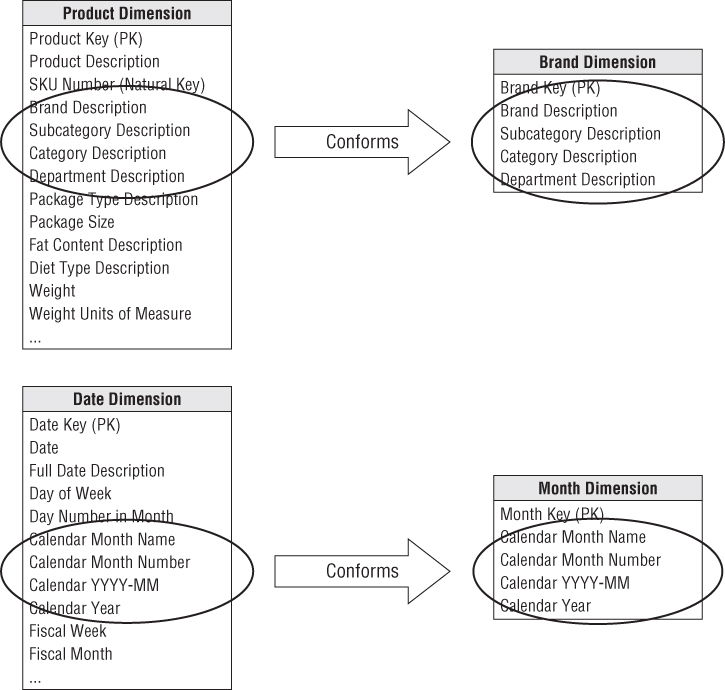 Product Dimension
Product Key (PK)
Product Description
SKU Number (Natural Key)
Brand Description
Subcategory Description
Category Description
Department Description
Package Type Description
Package Size
Fat Content Description
Diet Type Description
Weight
Weight Units of Measure
...
Conforms
Brand Dimension
Brand Key (PK)
Brand Description
Subcategory Description
Category Description
Department Description
Date Dimension
Date Key (PK)
Date
Full Date Description
Day of Week
Day Number in Month
Calendar Month Name
Calendar Month Number
Calendar YYYY-MM
Calendar Year
Fiscal Week
Fiscal Month
...
Conforms
Month Dimension
Month Key (PK)
Calendar Month Name
Calendar Month Number
Calendar YYYY-MM
Calendar Year